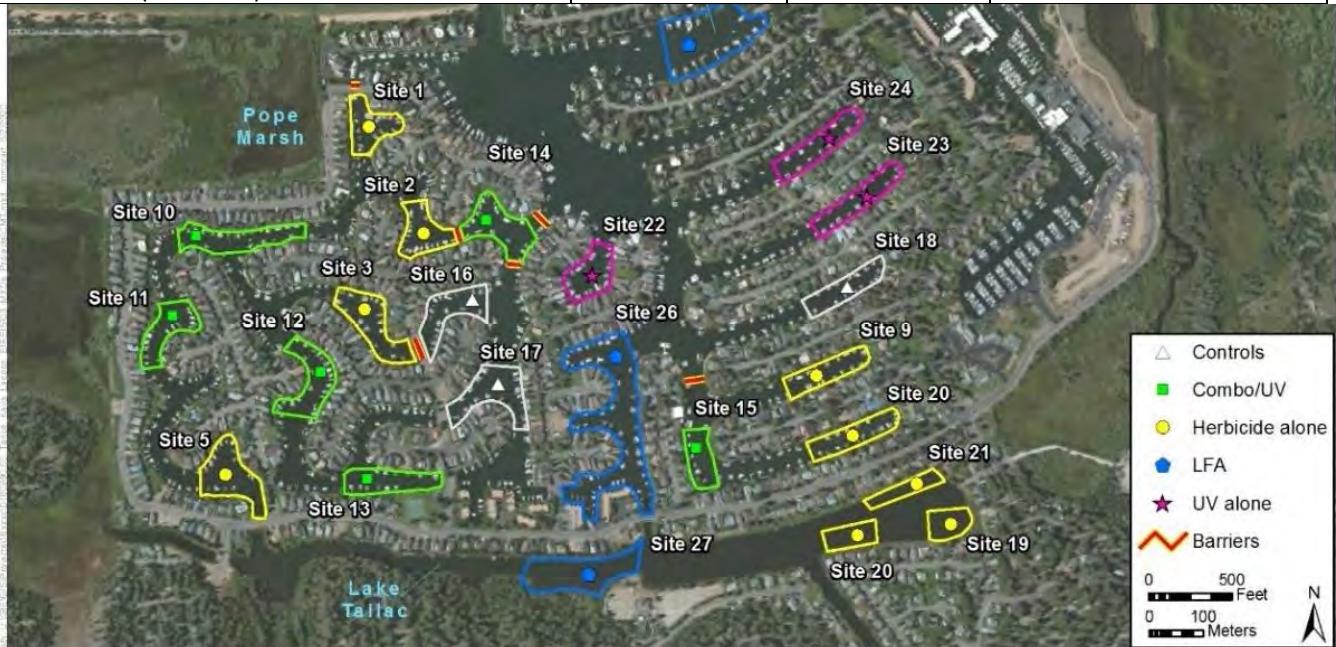 Site 24
Site 1
Pope
Marsh
Site 23
Site 14
Site 2
Site 10
Site 22
Site 18
Site 3
Site 16
Site 11
Site 12
Site 26
Site 17
Site 9
Site 15
Site 20
Site 5
Site 21
Site 13
Site 27
Site 19
Site 20
Lake
Tallac
Controls
Combo/UV
Herbicide alone
LFA
UV alone
Barriers
0 500
Feet
0 100
Meters
N